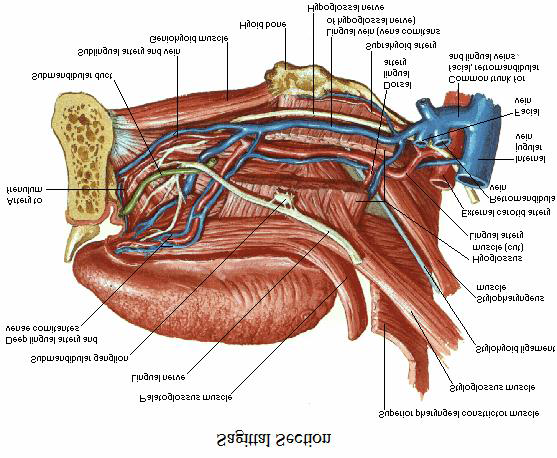 Sagittal Section
Superior pharyngeal constrictor muscle
Palatoglossus muscle
Styloglossus muscle
Lingual nerve
Submandibular ganglion
Stylohyoid ligament
Deep lingual artery and
venae comitantes
Stylopharyngeus
muscle
Hyoglossus
muscle (cut)
Lingual artery
External carotid artery
Artery to
frenulum
Retromandibula
vein
Internal
jugular
vein
Facial
vein
Dorsal
lingual
artery
Common trunk for
facial, retromandibular
and lingual veins.
Submandibular duct
Sublingual artery and vein
Suprahyoid artery
Geniohyoid muscle
Lingual vein (vena comitans
of hypoglossal nerve)
Hyoid bone
Hypoglossal nerve